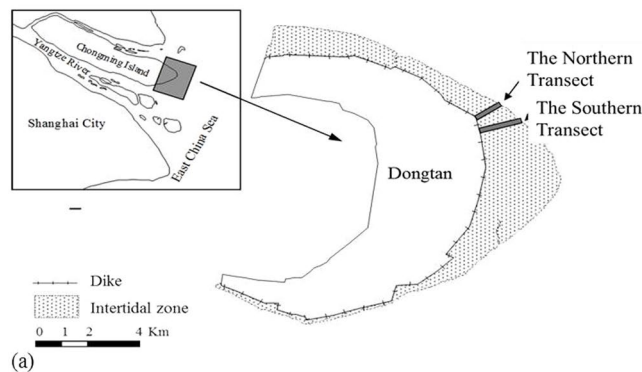 Chongming Island
Yangtze River
Shanghai City
East China Sea
The Northern
Transect
The Southern
Transect
Dongtan
Dike
Intertidal zone
0 1 2 4 Km
(a)